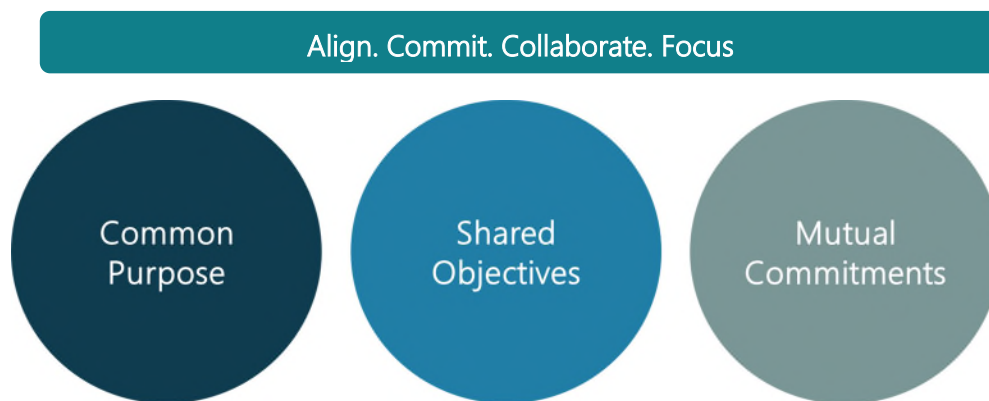 Align. Commit. Collaborate. Focus
Common
Purpose
Shared
Objectives
Mutual
Commitments